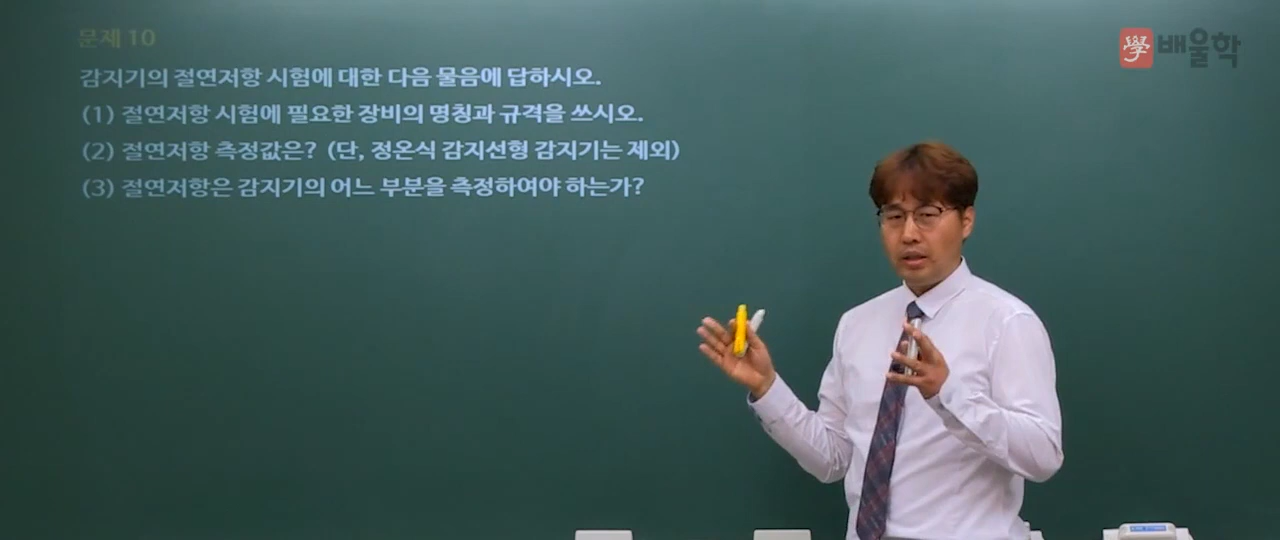 문제 10
감지기의 절연저항 시험에 대한 다음 물음에 답하시오.
(1) 절연저항 시험에 필요한 장비의 명칭과 규격을 쓰시오.
(2) 절연저항 측정값은? (단, 정온식 감지선형 감지기는 제외)
(3) 절연저항은 감지기의 어느 부분을 측정하여야 하는가?
學 배울학